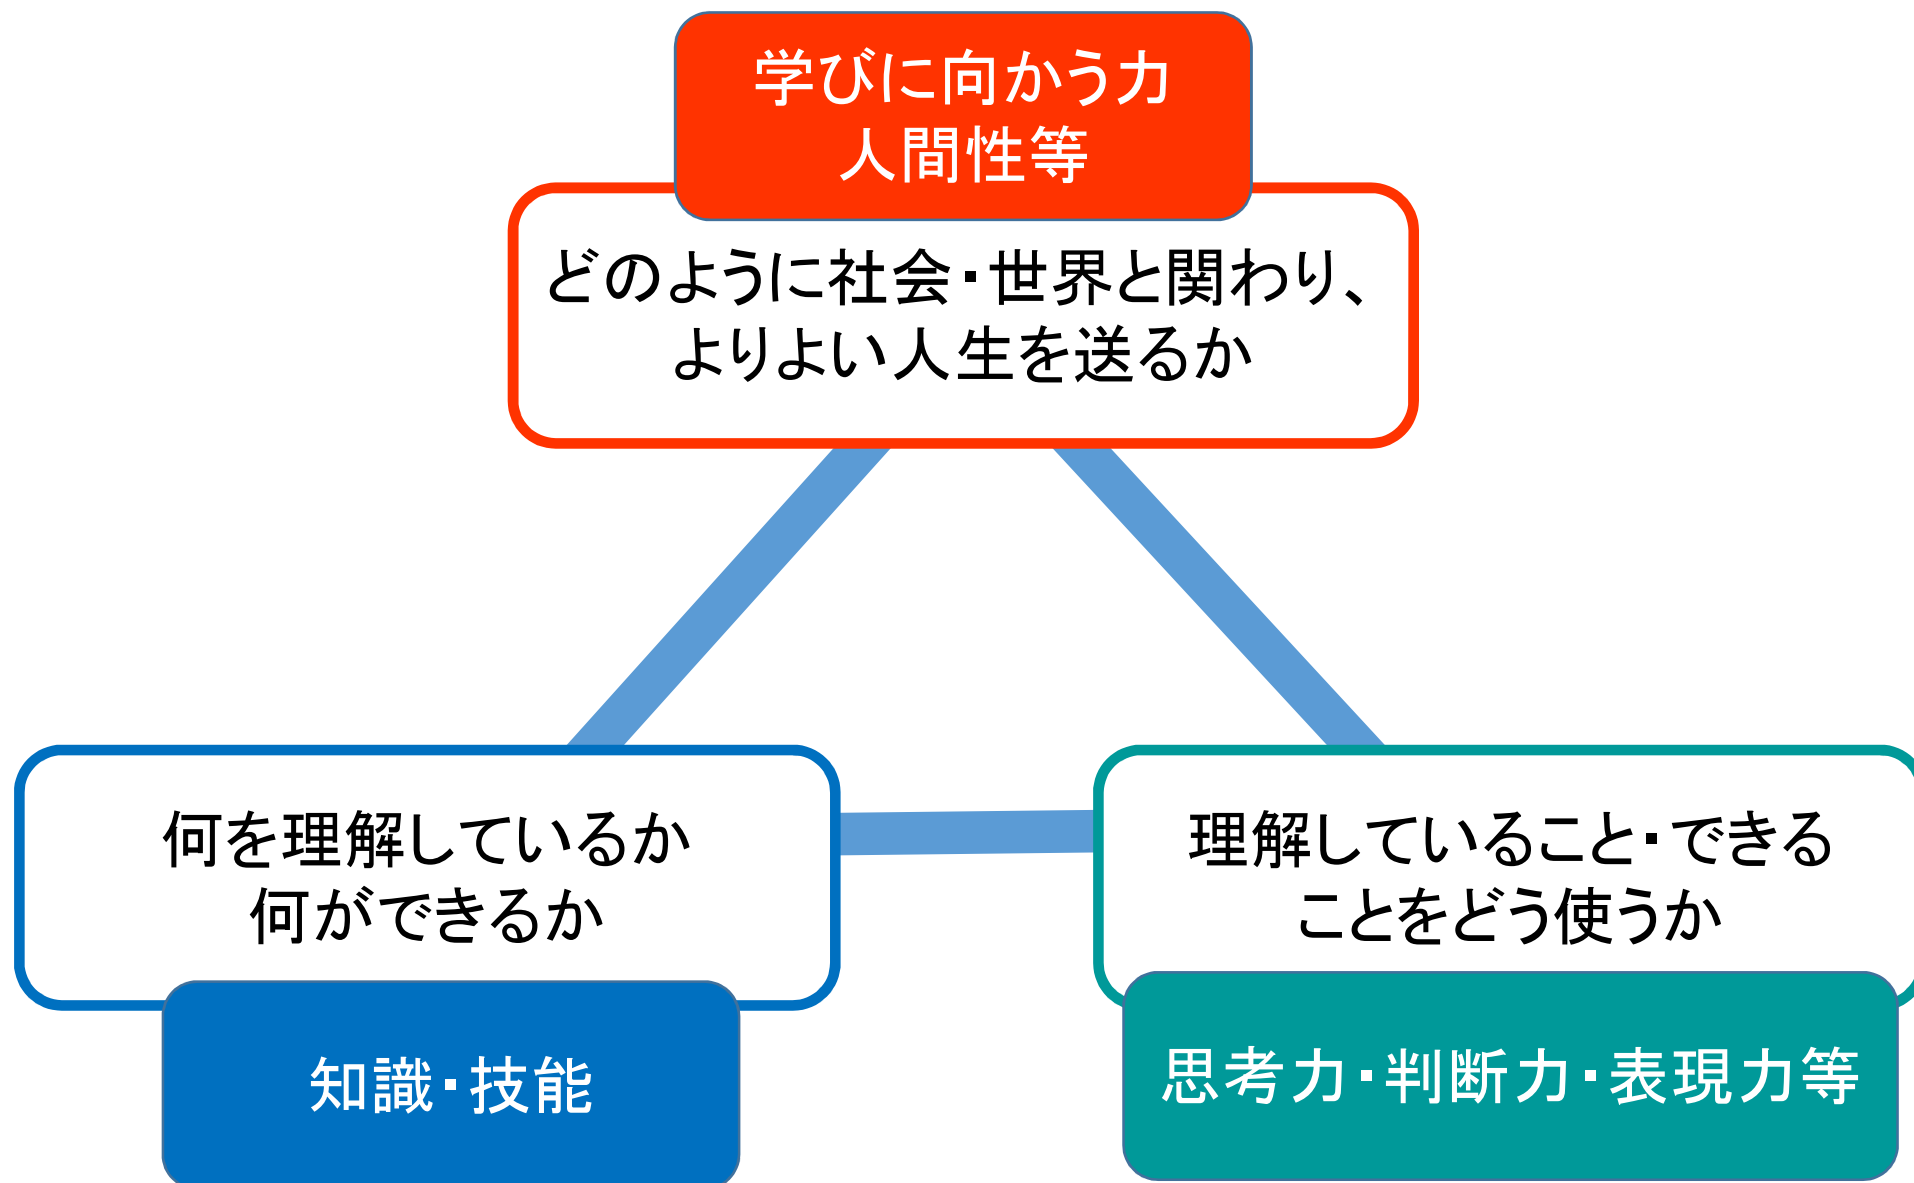 学びに向かう力
人間性等
どのように社会・世界と関わり、
よりよい人生を送るか
何を理解しているか
何ができるか
知識・技能
理解していること・できる
ことをどう使うか
思考力・判断力・表現力等